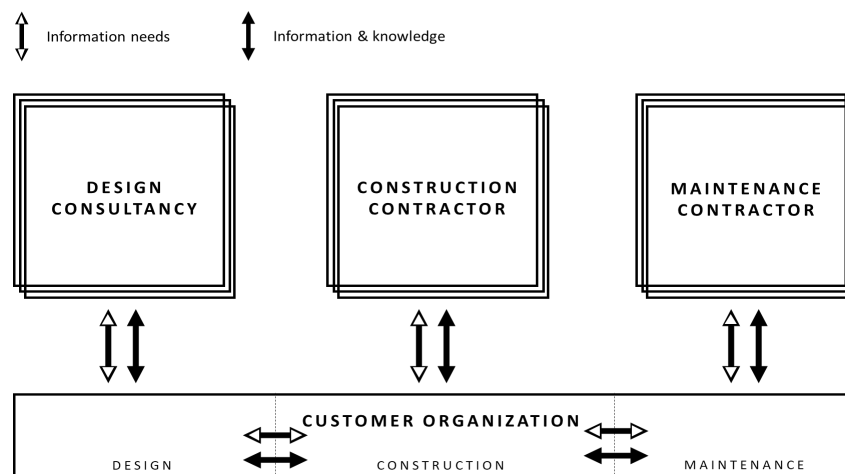 Information needs
Information & knowledge
DESIGN
CONSULTANCY
CONSTRUCTION
CONTRACTOR
MAINTENANCE
CONTRACTOR
CUSTOMER ORGANIZATION
DESIGN
CONSTRUCTION
MAINTENANCE